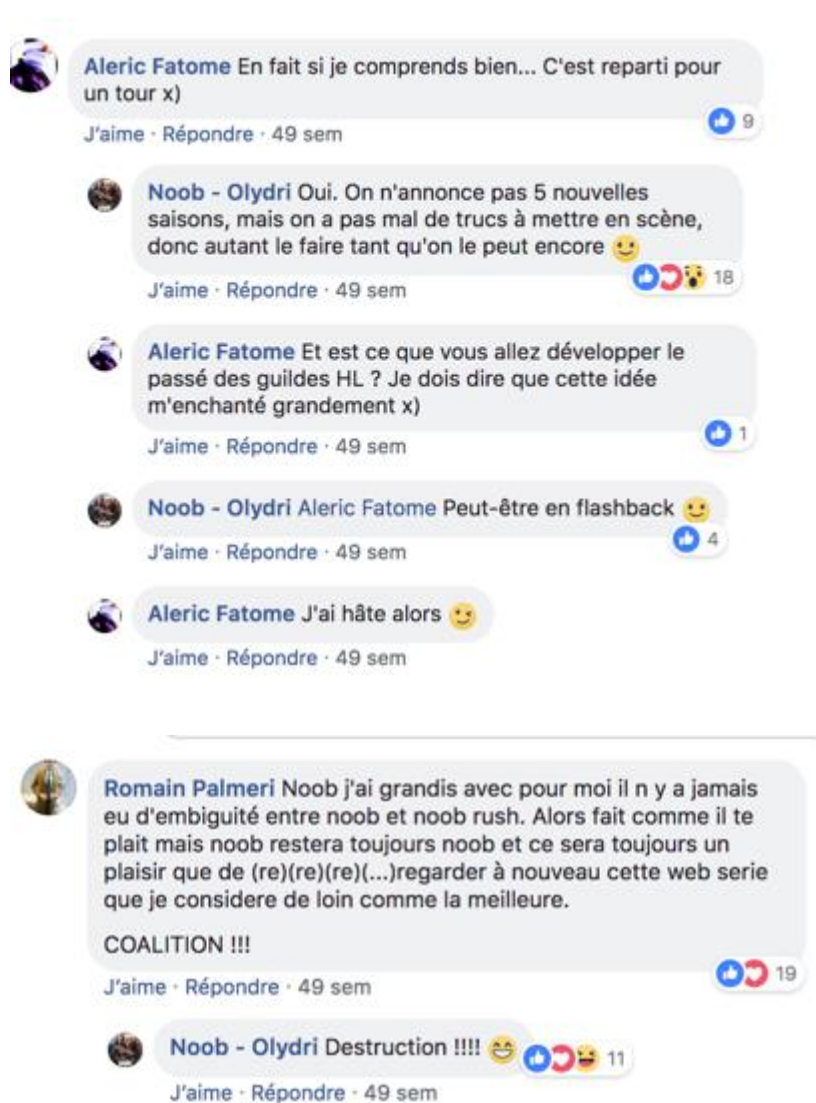 Aleric Fatome En fait si je comprends bien... C'est reparti pour
un tour x)
9
J'aime · Répondre · 49 sem
Noob - Olydri Oui. On n'annonce pas 5 nouvelles
saisons, mais on a pas mal de trucs à mettre en scène,
donc autant le faire tant qu'on le peut encore 🙂
18
J'aime · Répondre · 49 sem
Aleric Fatome Et est ce que vous allez développer le
passé des guildes HL ? Je dois dire que cette idée
m'enchanté grandement x)
1
J'aime · Répondre · 49 sem
Noob - Olydri Aleric Fatome Peut-être en flashback 🙂
4
J'aime · Répondre · 49 sem
Aleric Fatome J'ai hâte alors 😉
J'aime · Répondre · 49 sem
Romain Palmeri Noob j'ai grandis avec pour moi il n y a jamais
eu d'embiguité entre noob et noob rush. Alors fait comme il te
plait mais noob restera toujours noob et ce sera toujours un
plaisir que de (re)(re)(re)(...)regarder à nouveau cette web serie
que je considere de loin comme la meilleure.
COALITION !!!
19
J'aime · Répondre · 49 sem
Noob - Olydri Destruction !!!! 😁
11
J'aime · Répondre · 49 sem